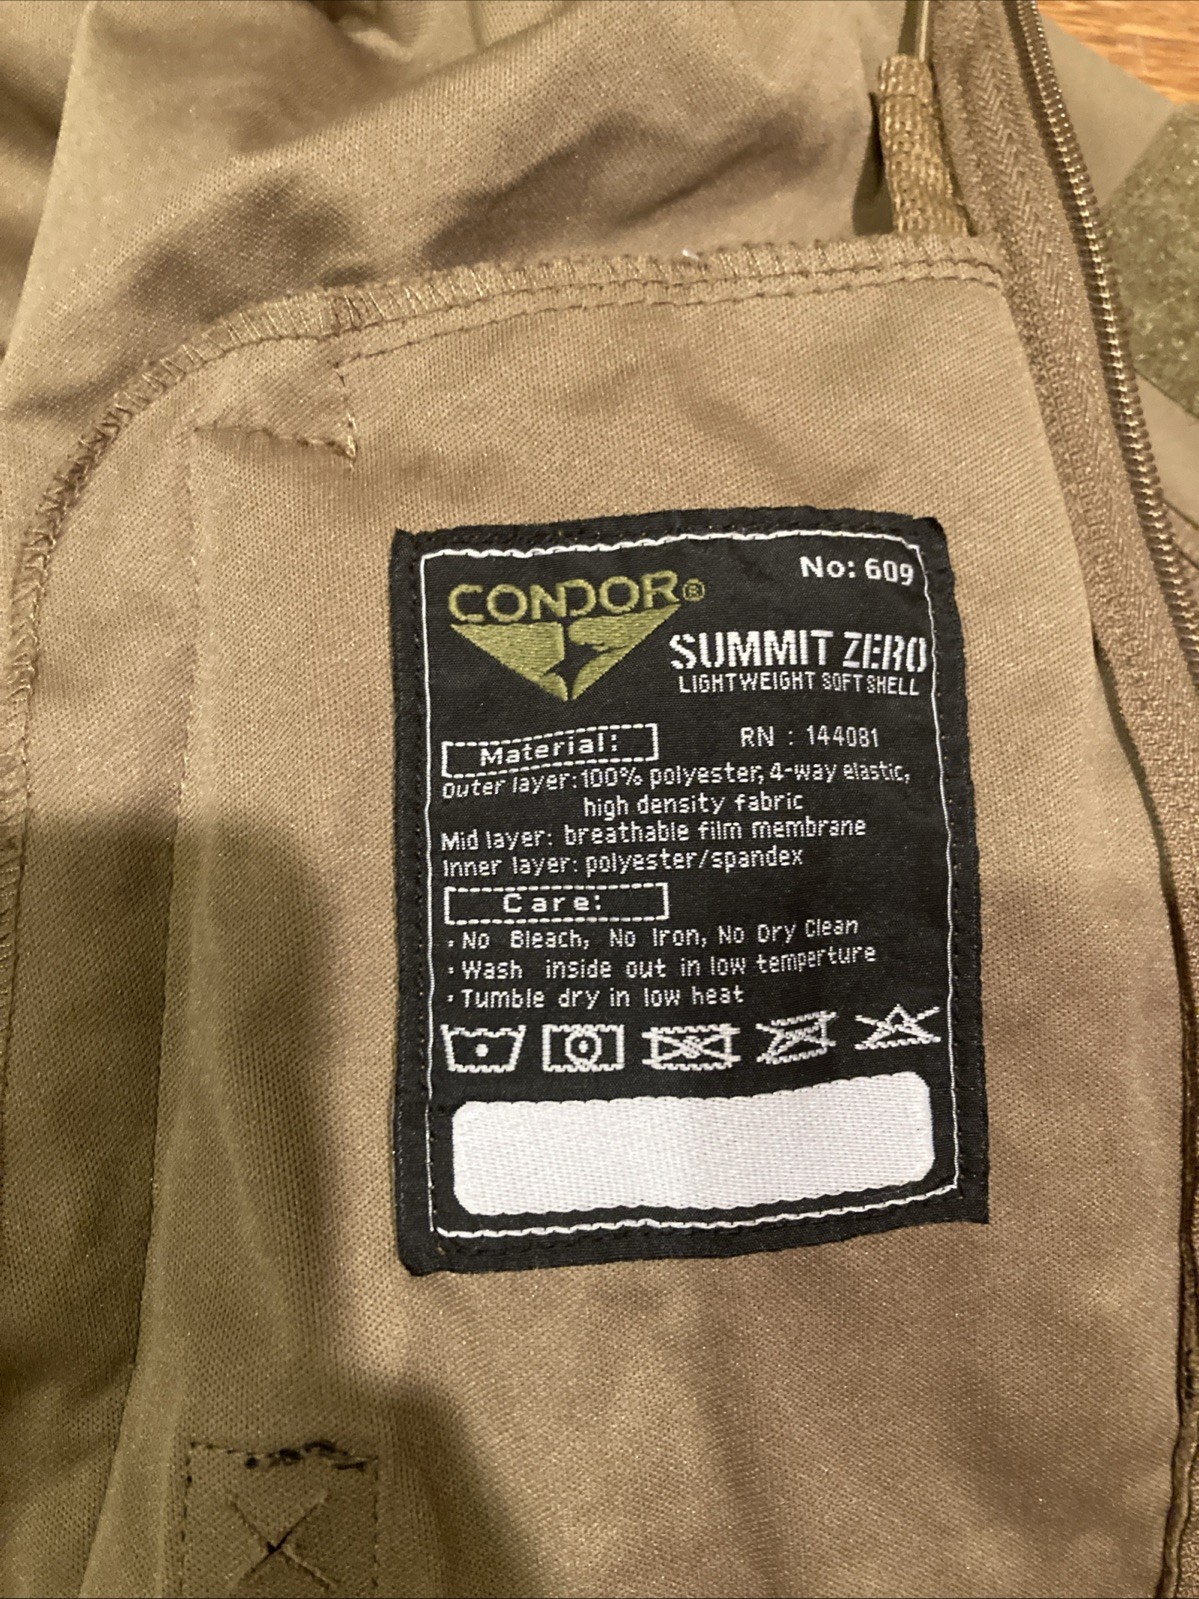 No: 609
CONDOR®
SUMMIT ZERO
LIGHTWEIGHT SOFT SHELL
Material:
RN : 144081
Outer layer: 100% polyester, 4-way elastic,
high density fabric
Mid layer: breathable film membrane
Inner layer: polyester/spandex
Care:
• No Bleach, No Iron, No Dry Clean
• Wash inside out in low temperture
• Tumble dry in low heat